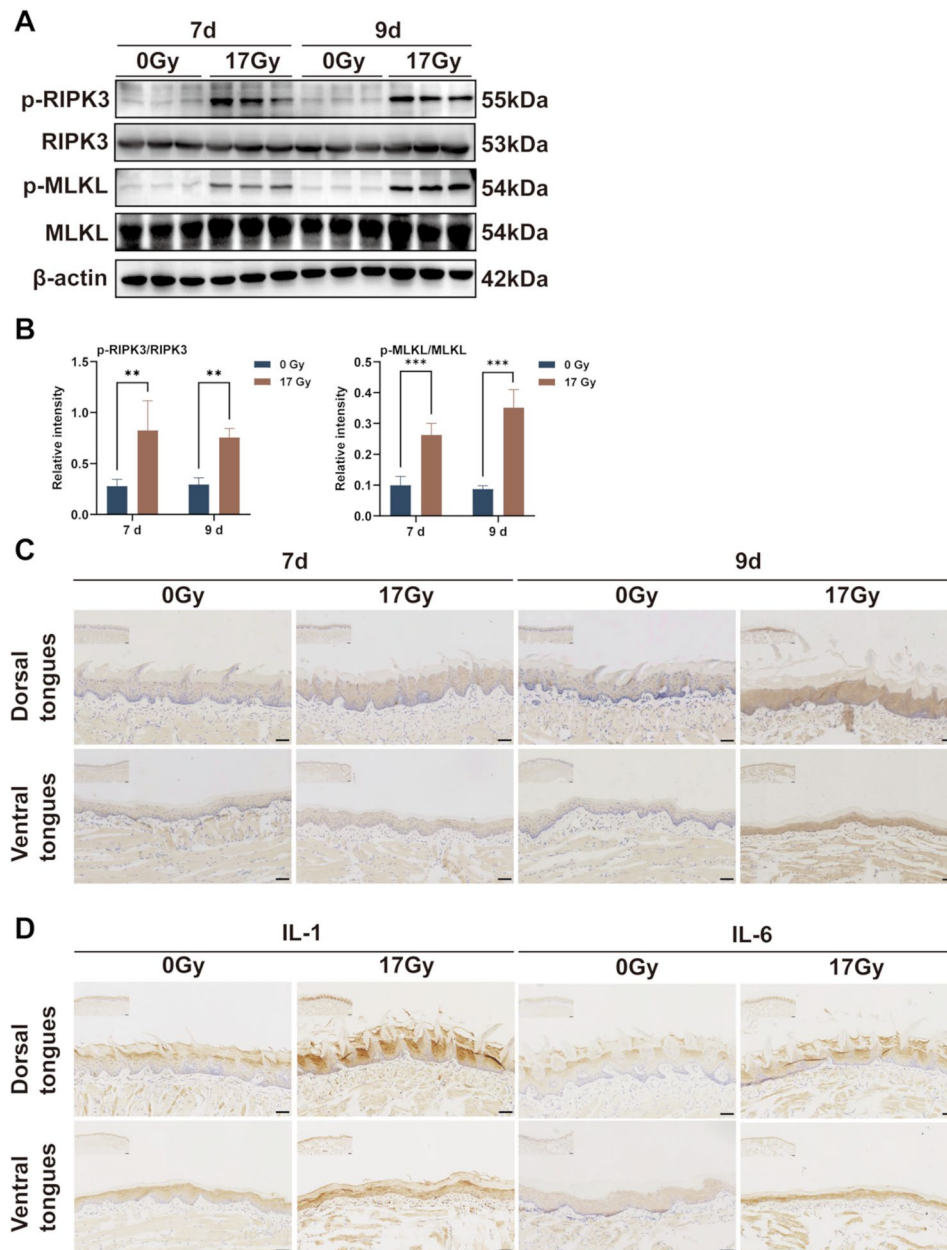 A
7d 9d
0Gy 17Gy 0Gy 17Gy
p-RIPK3 55kDa
RIPK3 53kDa
p-MLKL 54kDa
MLKL 54kDa
β-actin 42kDa
B
p-RIPK3/RIPK3
Relative intensity
1.5
1.0
0.5
0.0
** **
7 d 9 d
0 Gy
17 Gy
p-MLKL/MLKL
Relative intensity
0.5
0.4
0.3
0.2
0.1
0.0
*** ***
7 d 9 d
0 Gy
17 Gy
C
7d 9d
0Gy 17Gy 0Gy 17Gy
Dorsal
tongues
Ventral
tongues
D
IL-1 IL-6
0Gy 17Gy 0Gy 17Gy
Dorsal
tongues
Ventral
tongues